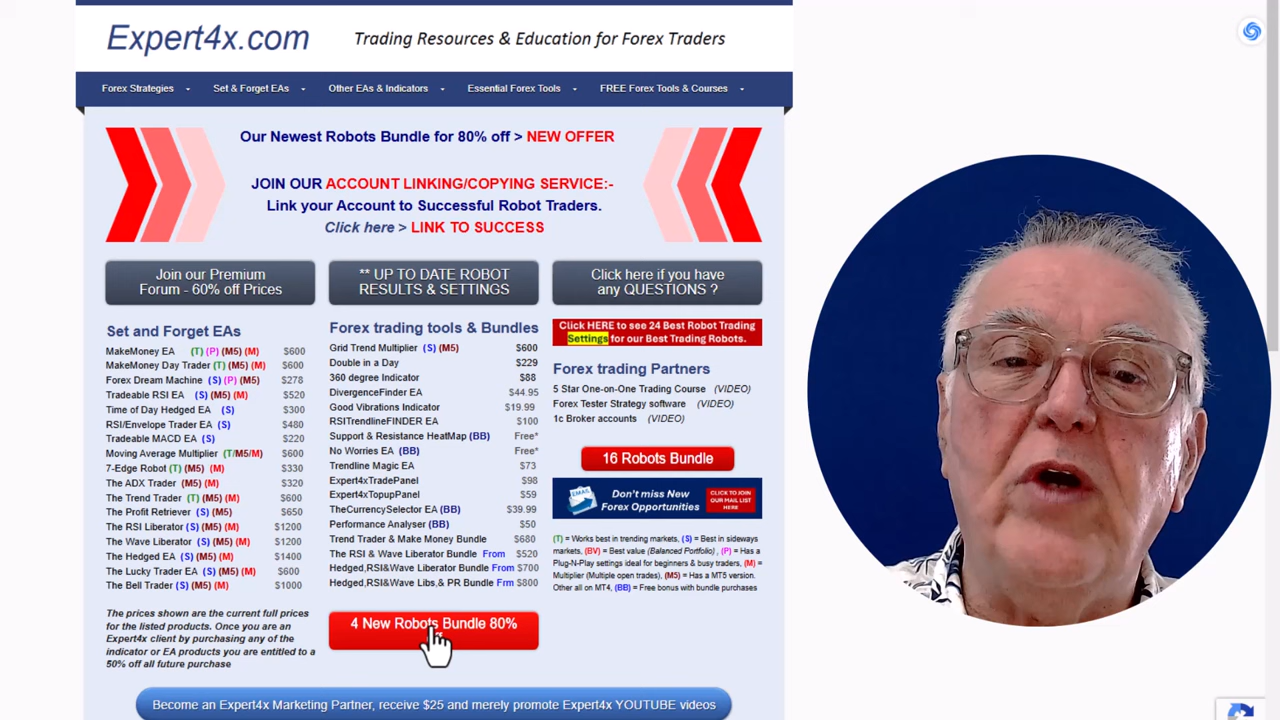 Expert4x.com
Trading Resources & Education for Forex Traders
Forex Strategies
Set & Forget EAs
Other EAs & Indicators
Essential Forex Tools
FREE Forex Tools & Courses
Our Newest Robots Bundle for 80% off > NEW OFFER
JOIN OUR ACCOUNT LINKING/COPYING SERVICE:-
Link your Account to Successful Robot Traders.
Click here > LINK TO SUCCESS
Join our Premium
Forum - 60% off Prices
** UP TO DATE ROBOT
RESULTS & SETTINGS
Click here if you have
any QUESTIONS ?
Set and Forget EAs
MakeMoney EA (T) (P) (M5) (M) $600
MakeMoney Day Trader (T) (M5) (M) $600
Forex Dream Machine (S) (P) (M5) $278
Tradeable RSI EA (S) (M5) (M) $520
Time of Day Hedged EA (S) $300
RSI/Envelope Trader EA (S) $480
Tradeable MACD EA (S) $220
Moving Average Multiplier (T/M5/M) $600
7-Edge Robot (T) (M5) (M) $330
The ADX Trader (M5) (M) $320
The Trend Trader (T) (M5) (M) $600
The Profit Retriever (S) (M5) $650
The RSI Liberator (S) (M5) (M) $1200
The Wave Liberator (S) (M5) (M) $1200
The Hedged EA (S) (M5) (M) $1400
The Lucky Trader EA (S) (M5) (M) $600
The Bell Trader (S) (M5) (M) $1000
The prices shown are the current full prices
for the listed products. Once you are an
Expert4x client by purchasing any of the
indicator or EA products you are entitled to a
50% off all future purchase
Forex trading tools & Bundles
Grid Trend Multiplier (S) (M5) $600
Double in a Day $229
360 degree Indicator $88
DivergenceFinder EA $44.95
Good Vibrations Indicator $19.99
RSITrendlineFINDER EA $100
Support & Resistance HeatMap (BB) Free*
No Worries EA (BB) Free*
Trendline Magic EA $73
Expert4xTradePanel $98
Expert4xTopupPanel $59
TheCurrencySelector EA (BB) $39.99
Performance Analyser (BB) $50
Trend Trader & Make Money Bundle $680
The RSI & Wave Liberator Bundle From $520
Hedged,RSI&Wave Liberator Bundle From $700
Hedged,RSI&Wave Libs,& PR Bundle Frm $800
4 New Robots Bundle 80%
Click HERE to see 24 Best Robot Trading
Settings for our Best Trading Robots.
Forex trading Partners
5 Star One-on-One Trading Course (VIDEO)
Forex Tester Strategy software (VIDEO)
1c Broker accounts (VIDEO)
16 Robots Bundle
EMAIL
Don't miss New
Forex Opportunities
CLICK TO JOIN
OUR MAIL LIST
HERE
(T) = Works best in trending markets, (S) = Best in sideways
markets, (BV) = Best value (Balanced Portfolio) , (P) = Has a
Plug-N-Play settings ideal for beginners & busy traders, (M) =
Multiplier (Multiple open trades), (M5) = Has a MT5 version.
Other all on MT4, (BB) = Free bonus with bundle purchases
Become an Expert4x Marketing Partner, receive $25 and merely promote Expert4x YOUTUBE videos